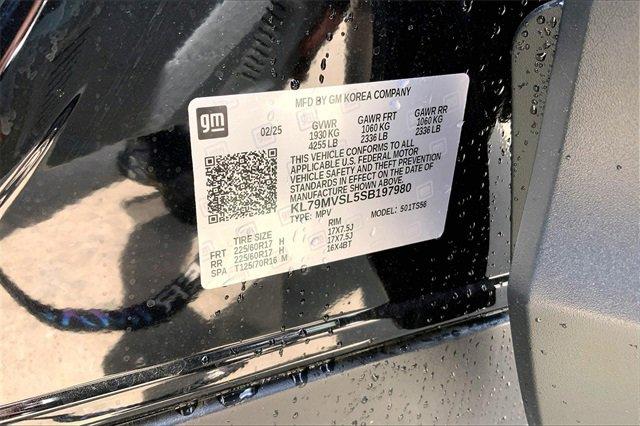 MFD BY GM KOREA COMPANY
gm
02/25
GVWR GAWR FRT GAWR RR
1930 KG 1060 KG 1060 KG
4255 LB 2336 LB 2336 LB
THIS VEHICLE CONFORMS TO ALL
APPLICABLE U.S. FEDERAL MOTOR
VEHICLE SAFETY AND THEFT PREVENTION
STANDARDS IN EFFECT ON THE DATE OF
MANUFACTURE SHOWN ABOVE.
KL79MVSL5SB197980
TYPE: MPV MODEL: 501TS56
TIRE SIZE RIM
FRT 225/60R17 H 17X7.5J
RR 225/60R17 H 17X7.5J
SPA T125/70R16 M 16X4BT